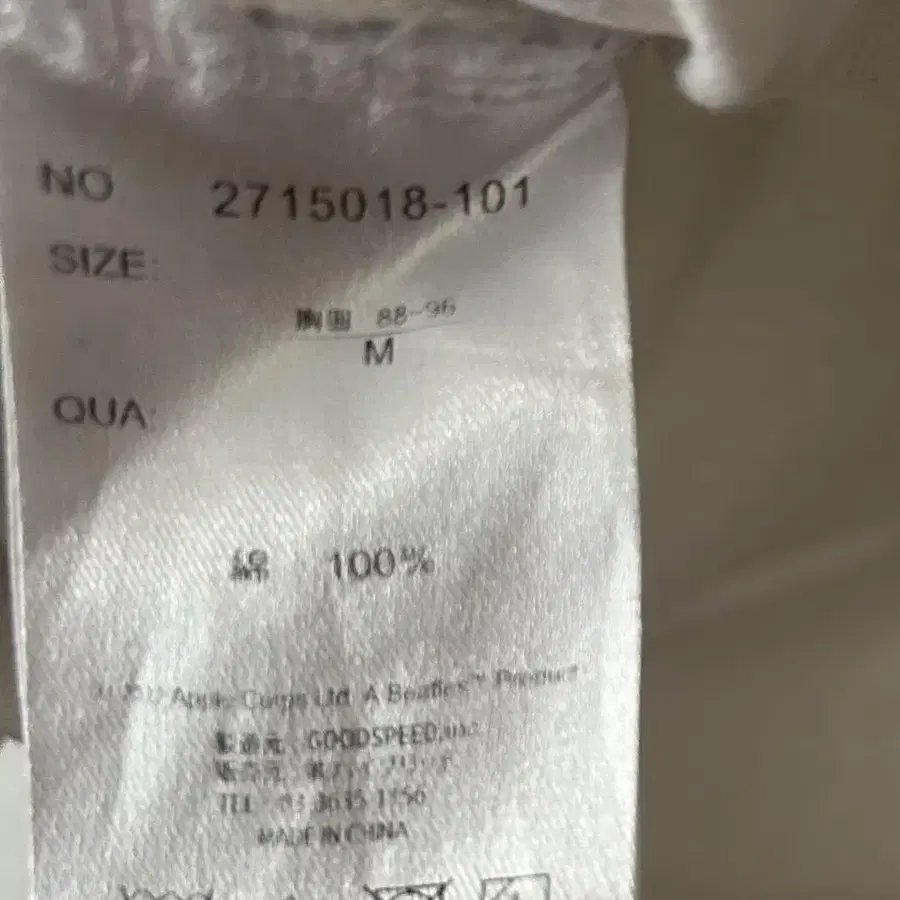 NO 2715018-101
SIZE:
胸囲 88~96
M
QUA:
綿 100%
Apple Corps Ltd. A Beatles™ Product
製造元 GOODSPEED,inc
TEL
MADE IN CHINA